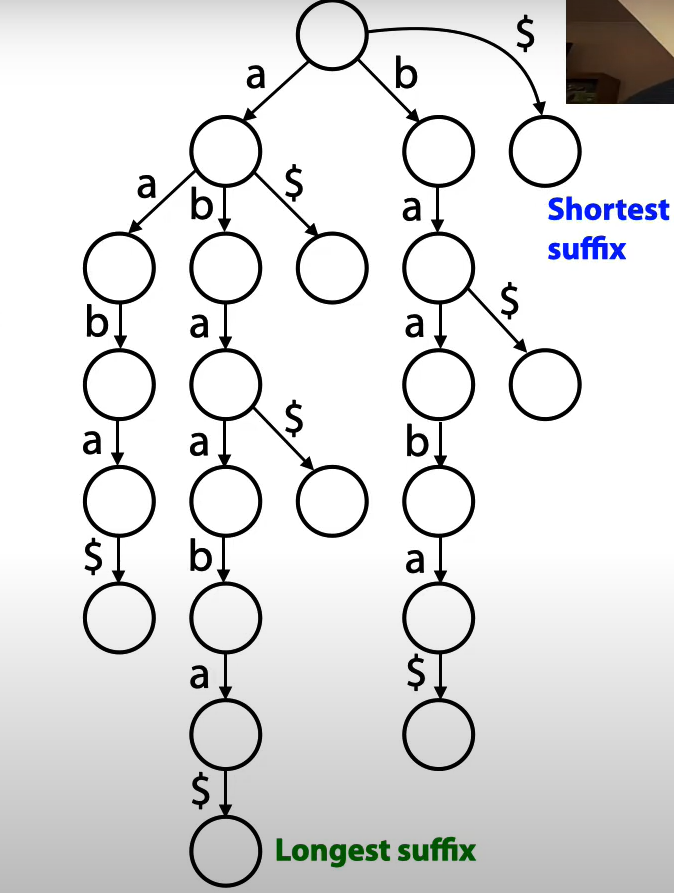 $
a b
a b $ a
Shortest
suffix
b a a $
a a $ b
$ b a
a $
$
Longest suffix